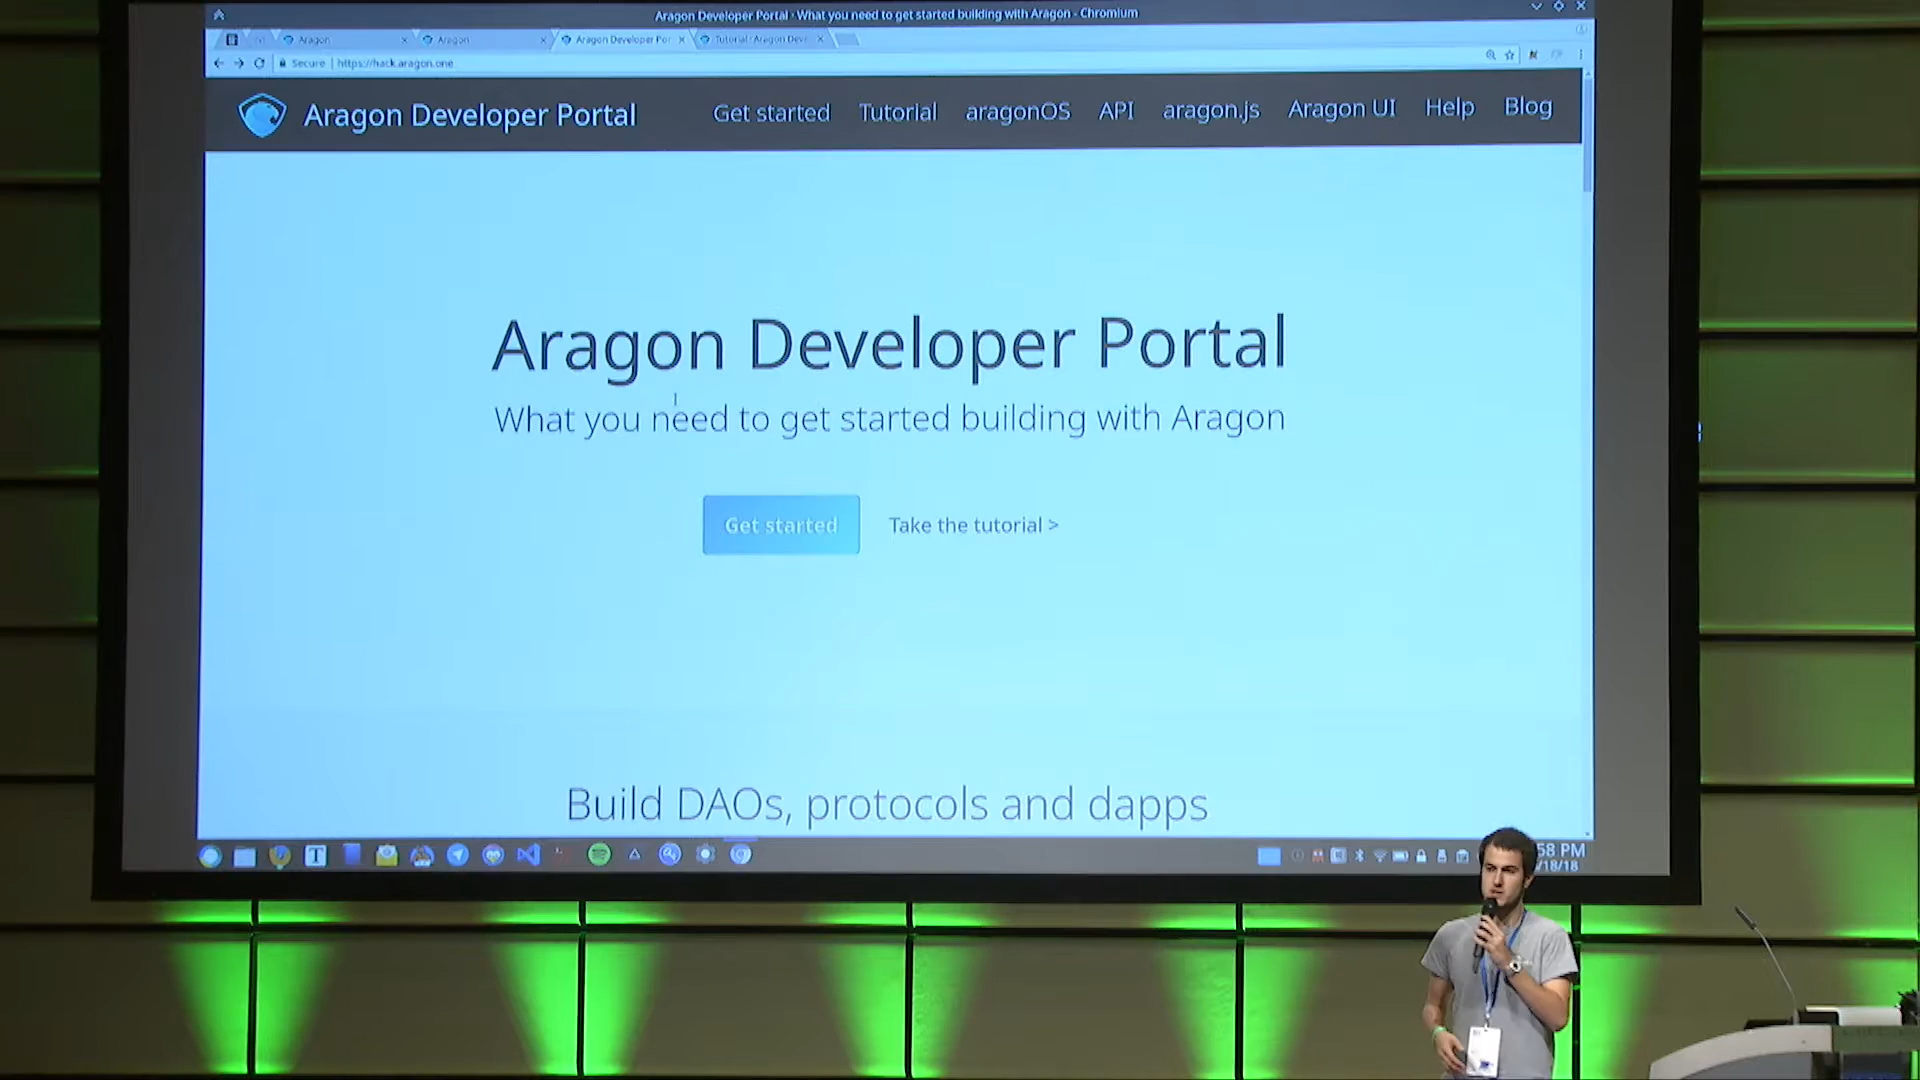 Aragon Developer Portal - What you need to get started building with Aragon - Chromium
Aragon
Aragon
Aragon Developer Por
Tutorial · Aragon Deve
Secure | https://hack.aragon.one
Aragon Developer Portal
Get started
Tutorial
aragonOS
API
aragon.js
Aragon UI
Help
Blog
Aragon Developer Portal
What you need to get started building with Aragon
Get started
Take the tutorial >
Build DAOs, protocols and dapps
T
:58 PM
/18/18